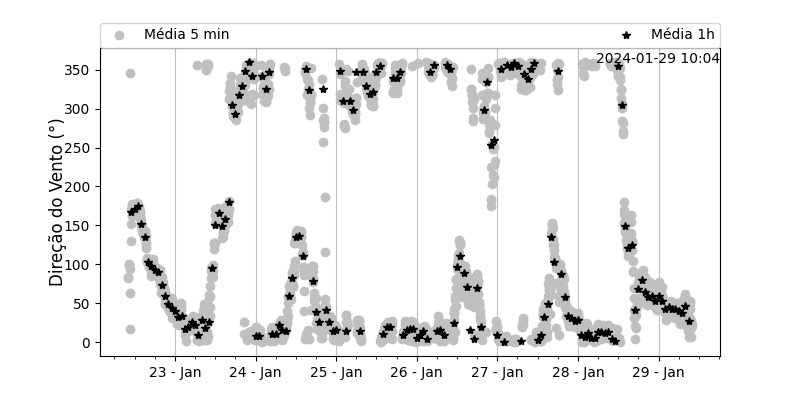 Média 5 min
Média 1h
2024-01-29 10:04
Direção do Vento (°)
350
300
250
200
150
100
50
0
23 - Jan
24 - Jan
25 - Jan
26 - Jan
27 - Jan
28 - Jan
29 - Jan